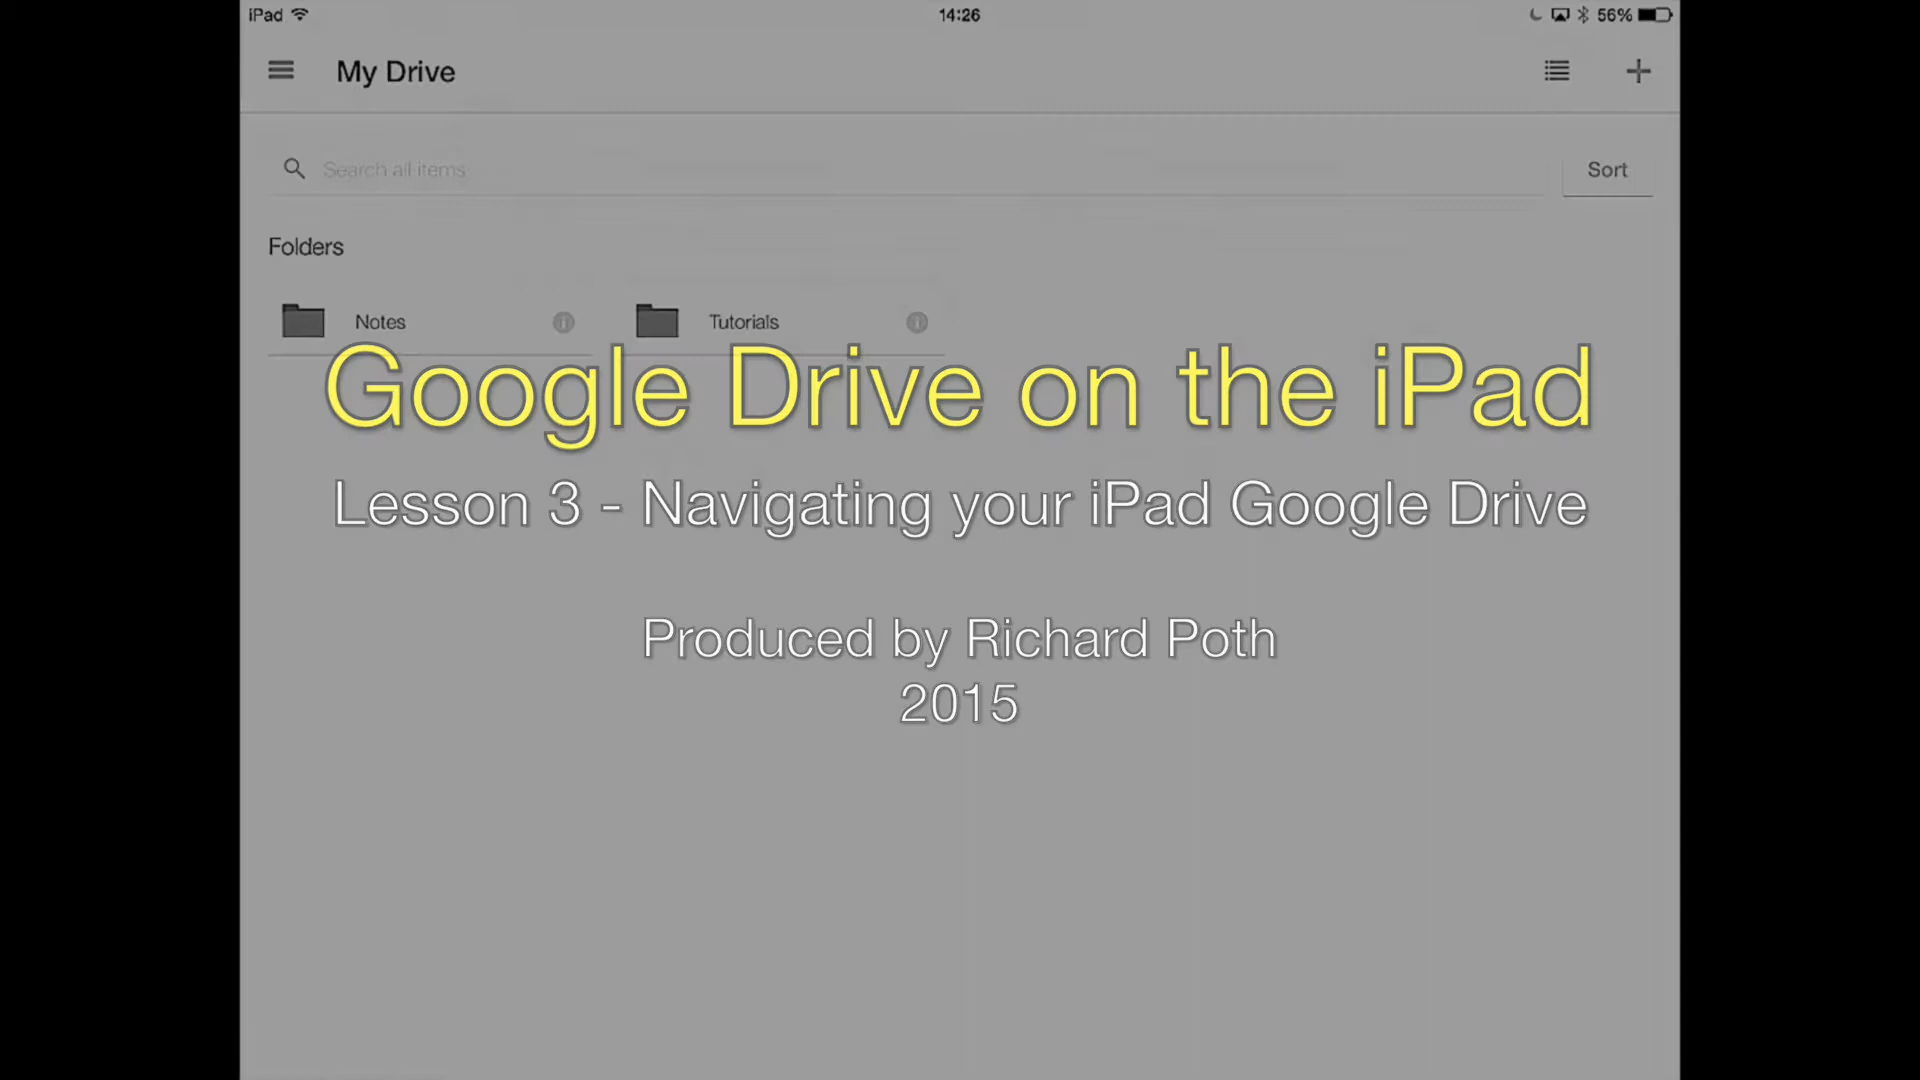 iPad 14:26 56%
My Drive
Search all items Sort
Folders
Notes Tutorials
Google Drive on the iPad
Lesson 3 - Navigating your iPad Google Drive
Produced by Richard Poth
2015